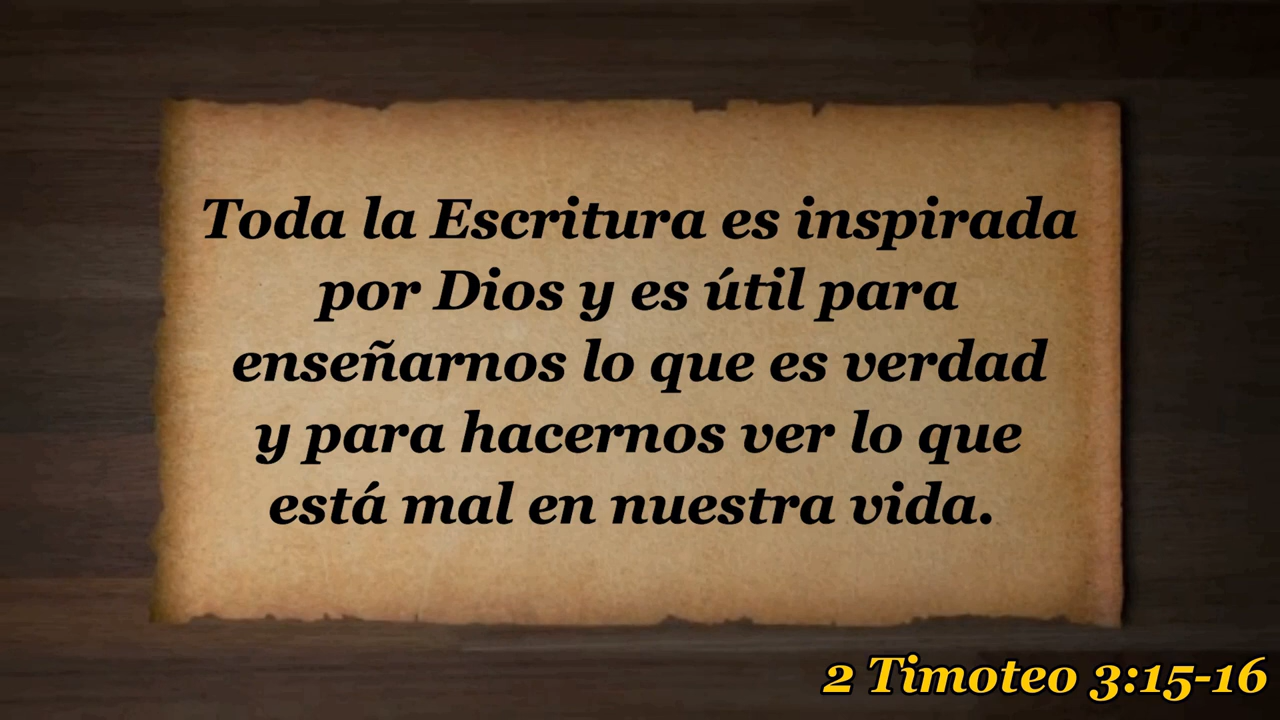 Toda la Escritura es inspirada
por Dios y es útil para
enseñarnos lo que es verdad
y para hacernos ver lo que
está mal en nuestra vida.
2 Timoteo 3:15-16